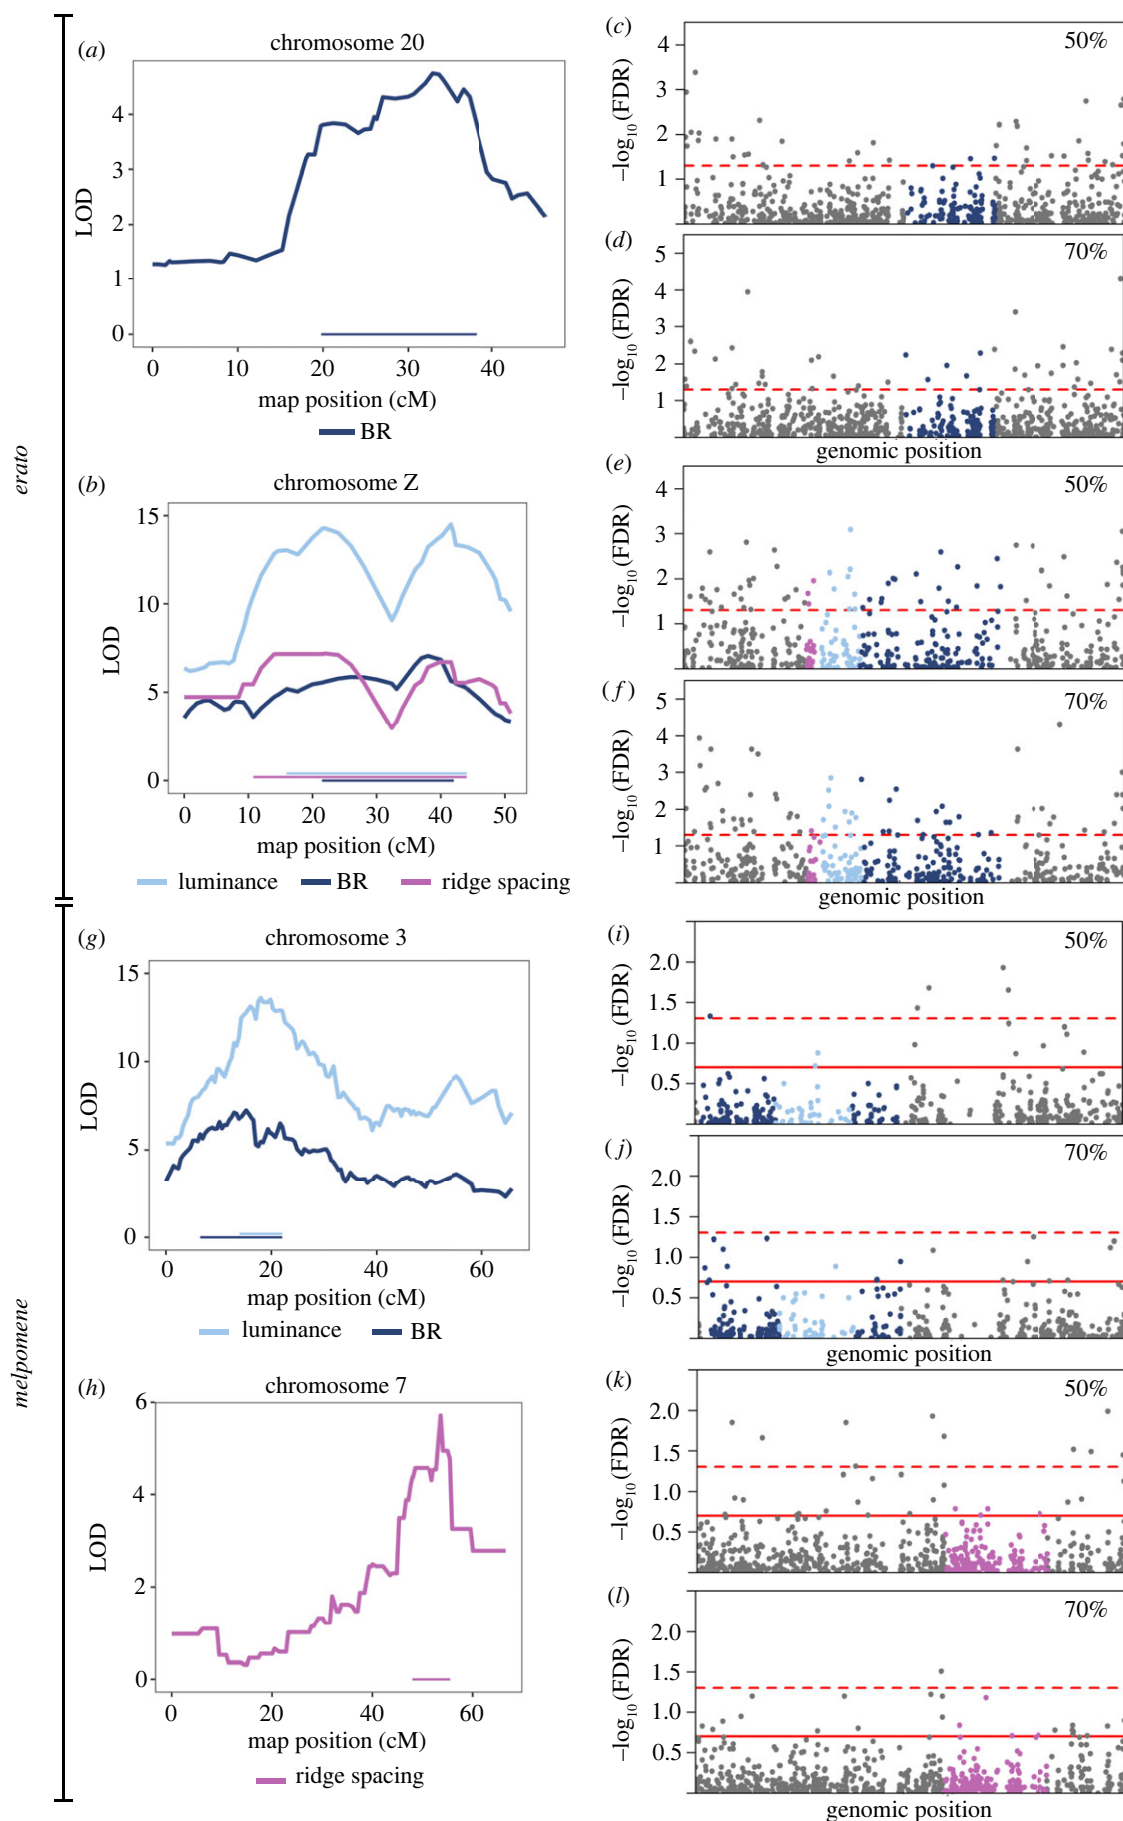 erato
(a)
chromosome 20
LOD
4
3
2
1
0
0 10 20 30 40
map position (cM)
BR
(b)
chromosome Z
LOD
15
10
5
0
0 10 20 30 40 50
map position (cM)
luminance BR ridge spacing
(c)
50%
−log10 (FDR)
4
3
2
1
(d)
70%
−log10 (FDR)
5
4
3
2
1
genomic position
(e)
50%
−log10 (FDR)
4
3
2
1
(f)
70%
−log10 (FDR)
5
4
3
2
1
genomic position
melpomene
(g)
chromosome 3
LOD
15
10
5
0
0 20 40 60
map position (cM)
luminance BR
(h)
chromosome 7
LOD
6
4
2
0
0 20 40 60
map position (cM)
ridge spacing
(i)
50%
−log10 (FDR)
2.0
1.5
1.0
0.5
(j)
70%
−log10 (FDR)
2.0
1.5
1.0
0.5
genomic position
(k)
50%
−log10 (FDR)
2.0
1.5
1.0
0.5
(l)
70%
−log10 (FDR)
2.0
1.5
1.0
0.5
genomic position